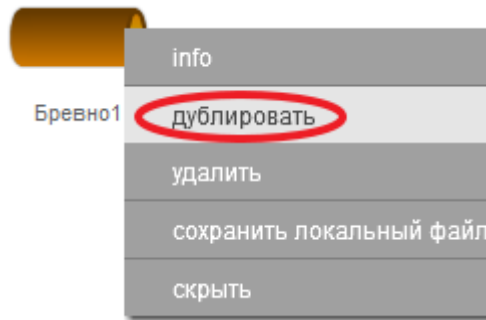 info
Бревно1
дублировать
удалить
сохранить локальный файл
скрыть